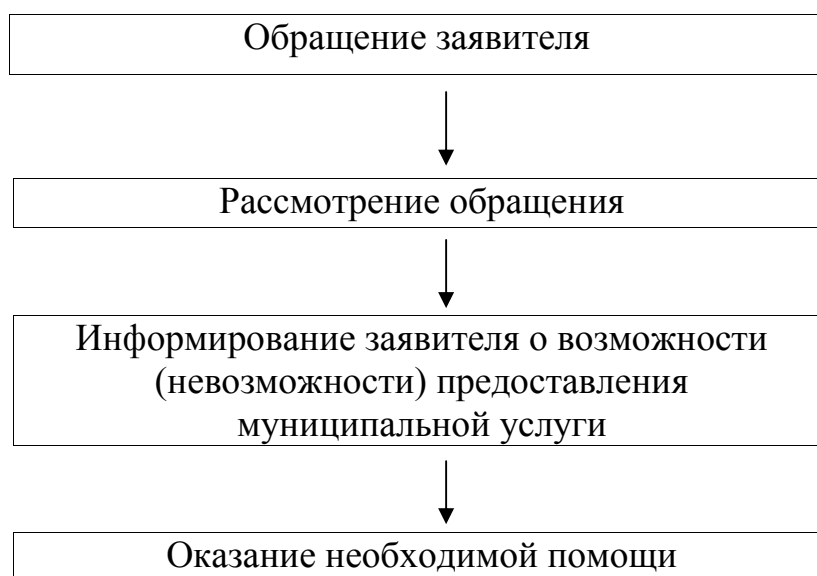 Обращение заявителя
Рассмотрение обращения
Информирование заявителя о возможности
(невозможности) предоставления
муниципальной услуги
Оказание необходимой помощи